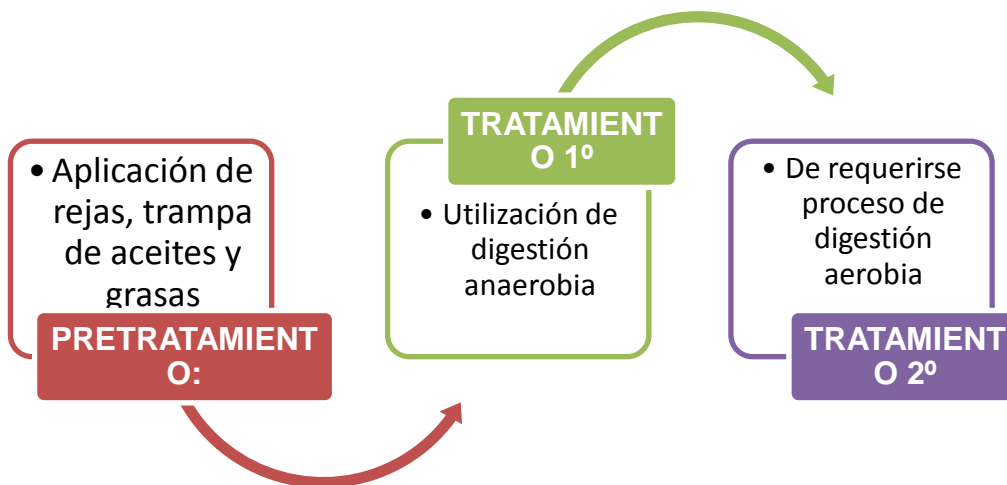 • Aplicación de
rejas, trampa
de aceites y
grasas
PRETRATAMIENT
O:
TRATAMIENT
O 1º
• Utilización de
digestión
anaerobia
• De requerirse
proceso de
digestión
aerobia
TRATAMIENT
O 2º